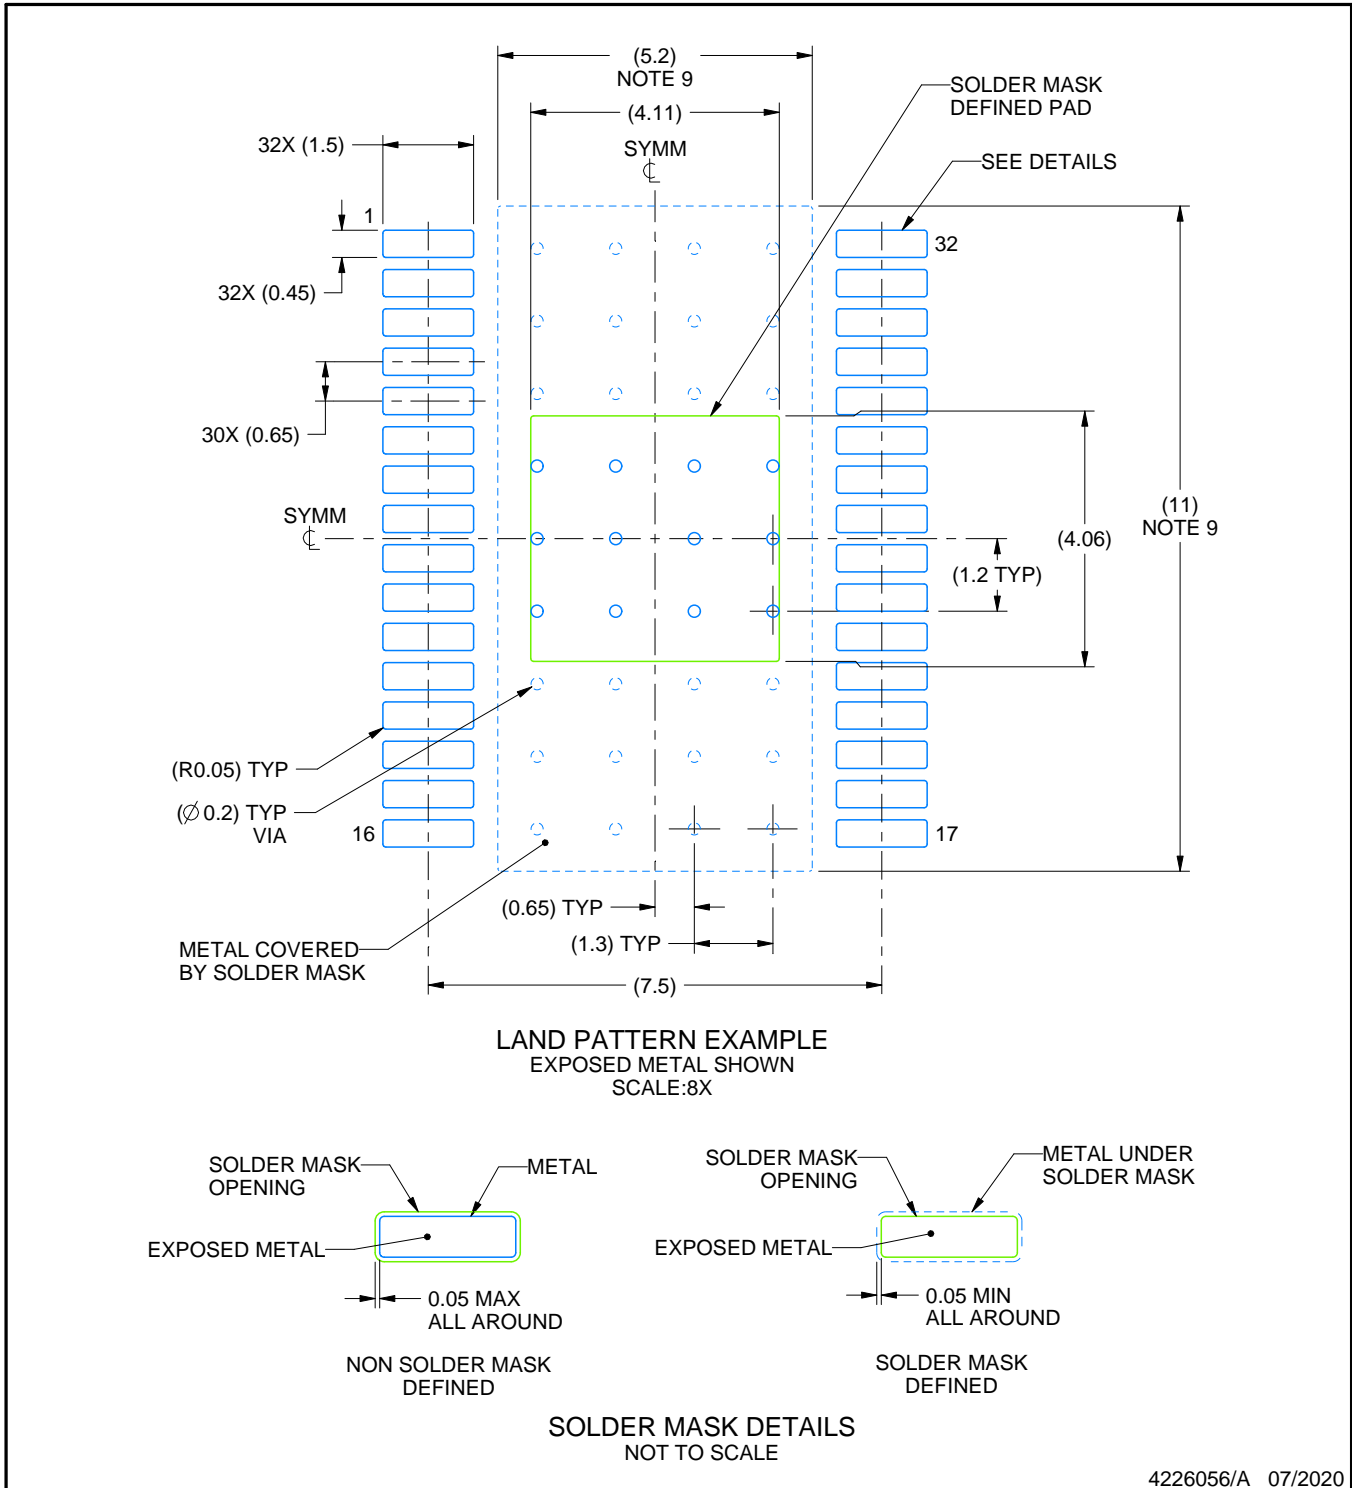 (5.2)
NOTE 9
SOLDER MASK
DEFINED PAD
(4.11)
32X (1.5)
SYMM
SEE DETAILS
1
32
32X (0.45)
30X (0.65)
SYMM
(11)
NOTE 9
(4.06)
(1.2 TYP)
(R0.05) TYP
(∅ 0.2) TYP
VIA
16
17
(0.65) TYP
(1.3) TYP
METAL COVERED
BY SOLDER MASK
(7.5)
LAND PATTERN EXAMPLE
EXPOSED METAL SHOWN
SCALE:8X
SOLDER MASK
OPENING
METAL
EXPOSED METAL
0.05 MAX
ALL AROUND
NON SOLDER MASK
DEFINED
SOLDER MASK
OPENING
METAL UNDER
SOLDER MASK
EXPOSED METAL
0.05 MIN
ALL AROUND
SOLDER MASK
DEFINED
SOLDER MASK DETAILS
NOT TO SCALE
4226056/A 07/2020